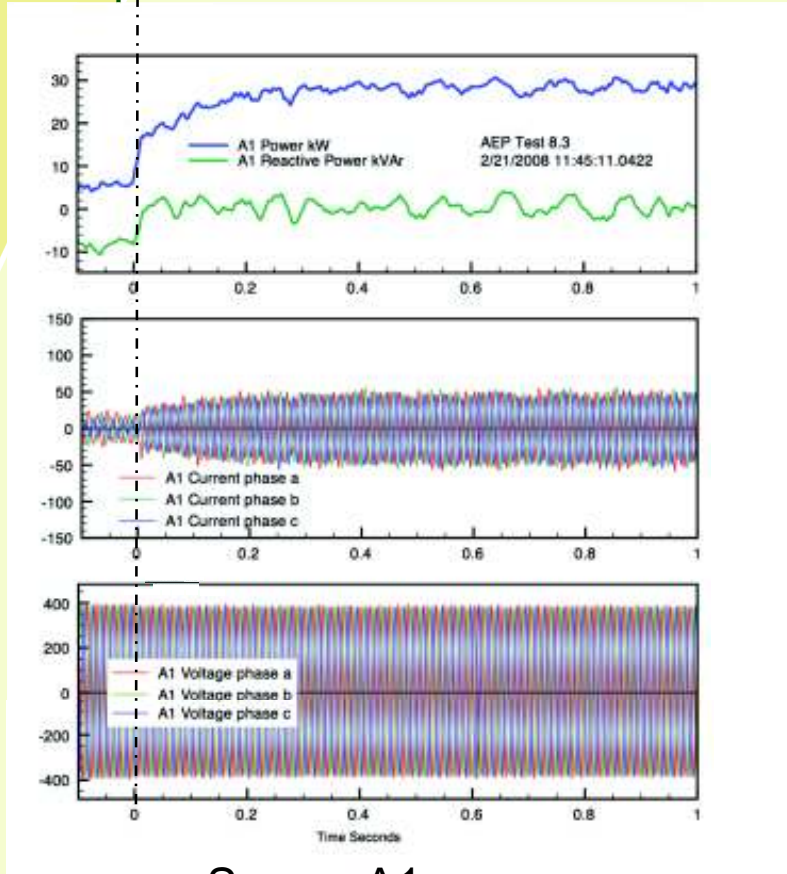 30
20
10
0
-10
A1 Power kW
A1 Reactive Power kVAr
AEP Test 8.3
2/21/2008 11:45:11.0422
0 0.2 0.4 0.6 0.8 1
150
100
50
0
-50
-100
-150
A1 Current phase a
A1 Current phase b
A1 Current phase c
0 0.2 0.4 0.6 0.8 1
400
200
0
-200
-400
A1 Voltage phase a
A1 Voltage phase b
A1 Voltage phase c
0 0.2 0.4 0.6 0.8 1
Time Seconds
A1